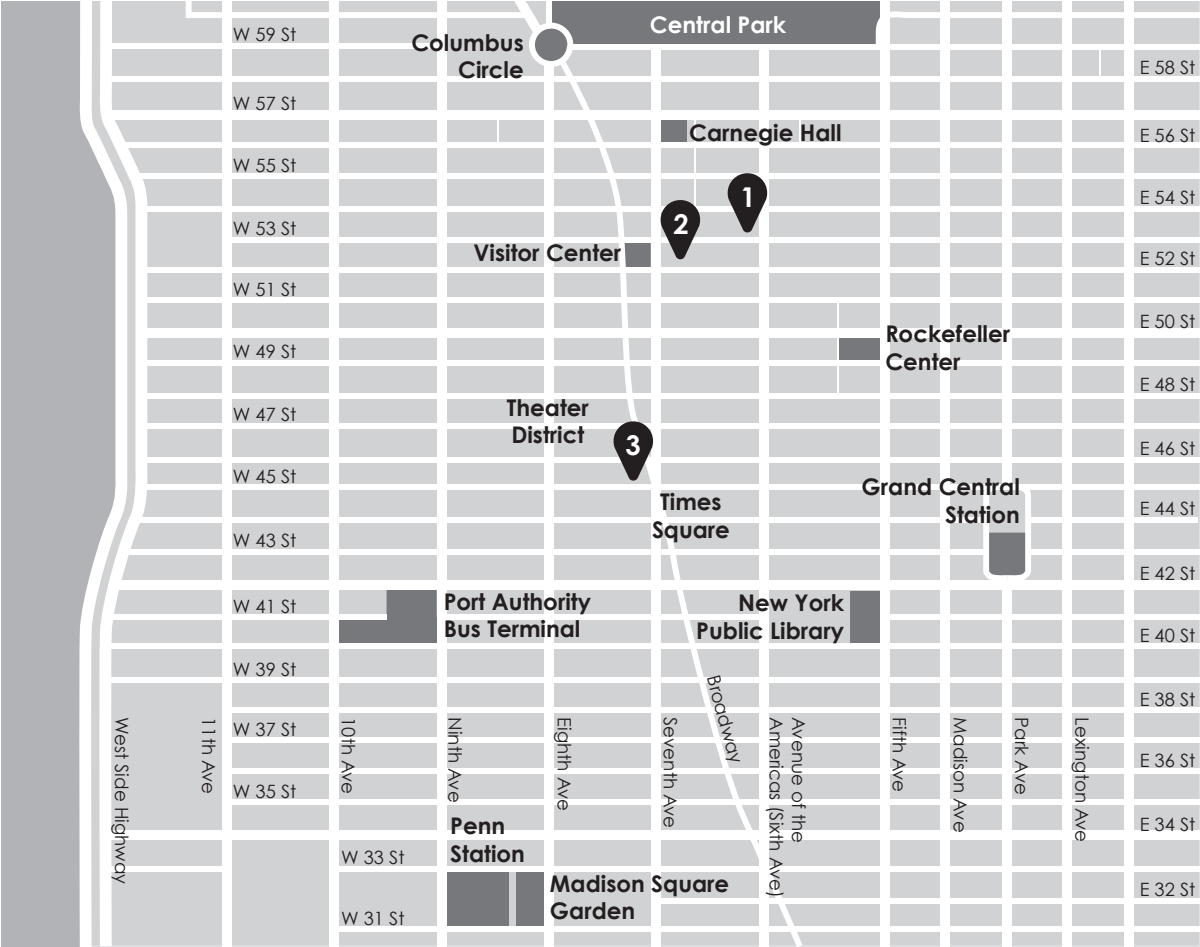 Central Park
W 59 St
Columbus
Circle
E 58 St
W 57 St
Carnegie Hall
E 56 St
W 55 St
1
E 54 St
2
W 53 St
Visitor Center
E 52 St
W 51 St
E 50 St
Rockefeller
Center
W 49 St
E 48 St
Theater
District
W 47 St
3
E 46 St
W 45 St
Grand Central
Station
Times
Square
E 44 St
W 43 St
E 42 St
W 41 St
Port Authority
Bus Terminal
New York
Public Library
E 40 St
W 39 St
E 38 St
W 37 St
West Side Highway
11th Ave
10th Ave
Ninth Ave
Eighth Ave
Seventh Ave
Broadway
Avenue of the
Americas (Sixth Ave)
Fifth Ave
Madison Ave
Park Ave
Lexington Ave
E 36 St
W 35 St
E 34 St
Penn
Station
W 33 St
Madison Square
Garden
E 32 St
W 31 St